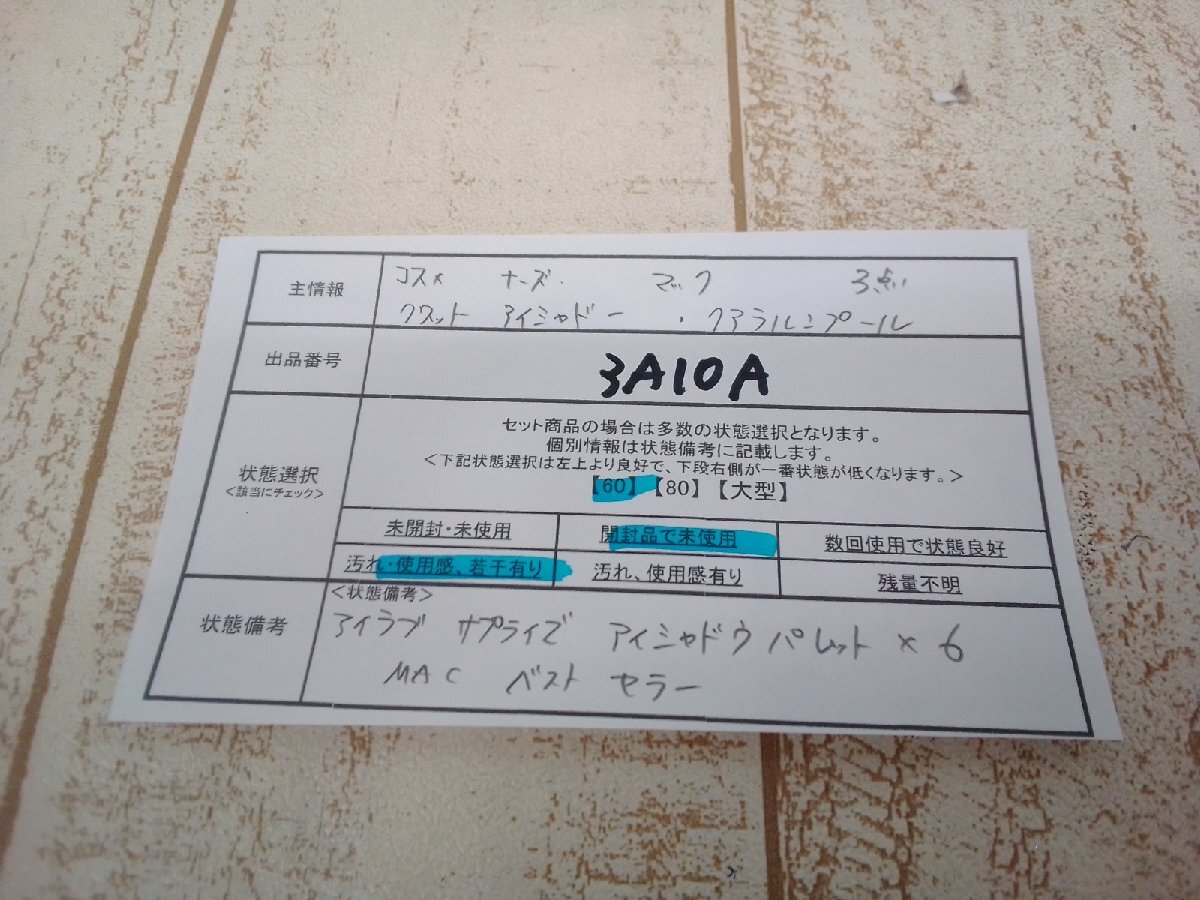 主情報
コスメ ナーズ. マック 3点
クワット アイシャドー ・クアラルンプール
出品番号
3A10A
状態選択
<該当にチェック>
セット商品の場合は多数の状態選択となります。
個別情報は状態備考に記載します。
<下記状態選択は左上より良好で、下段右側が一番状態が低くなります。>
【60】【80】【大型】
未開封・未使用 開封品で未使用 数回使用で状態良好
汚れ・使用感、若干有り 汚れ、使用感有り 残量不明
状態備考
<状態備考>
アイラブ サプライズ アイシャドウパレット×6
MAC ベスト セラー